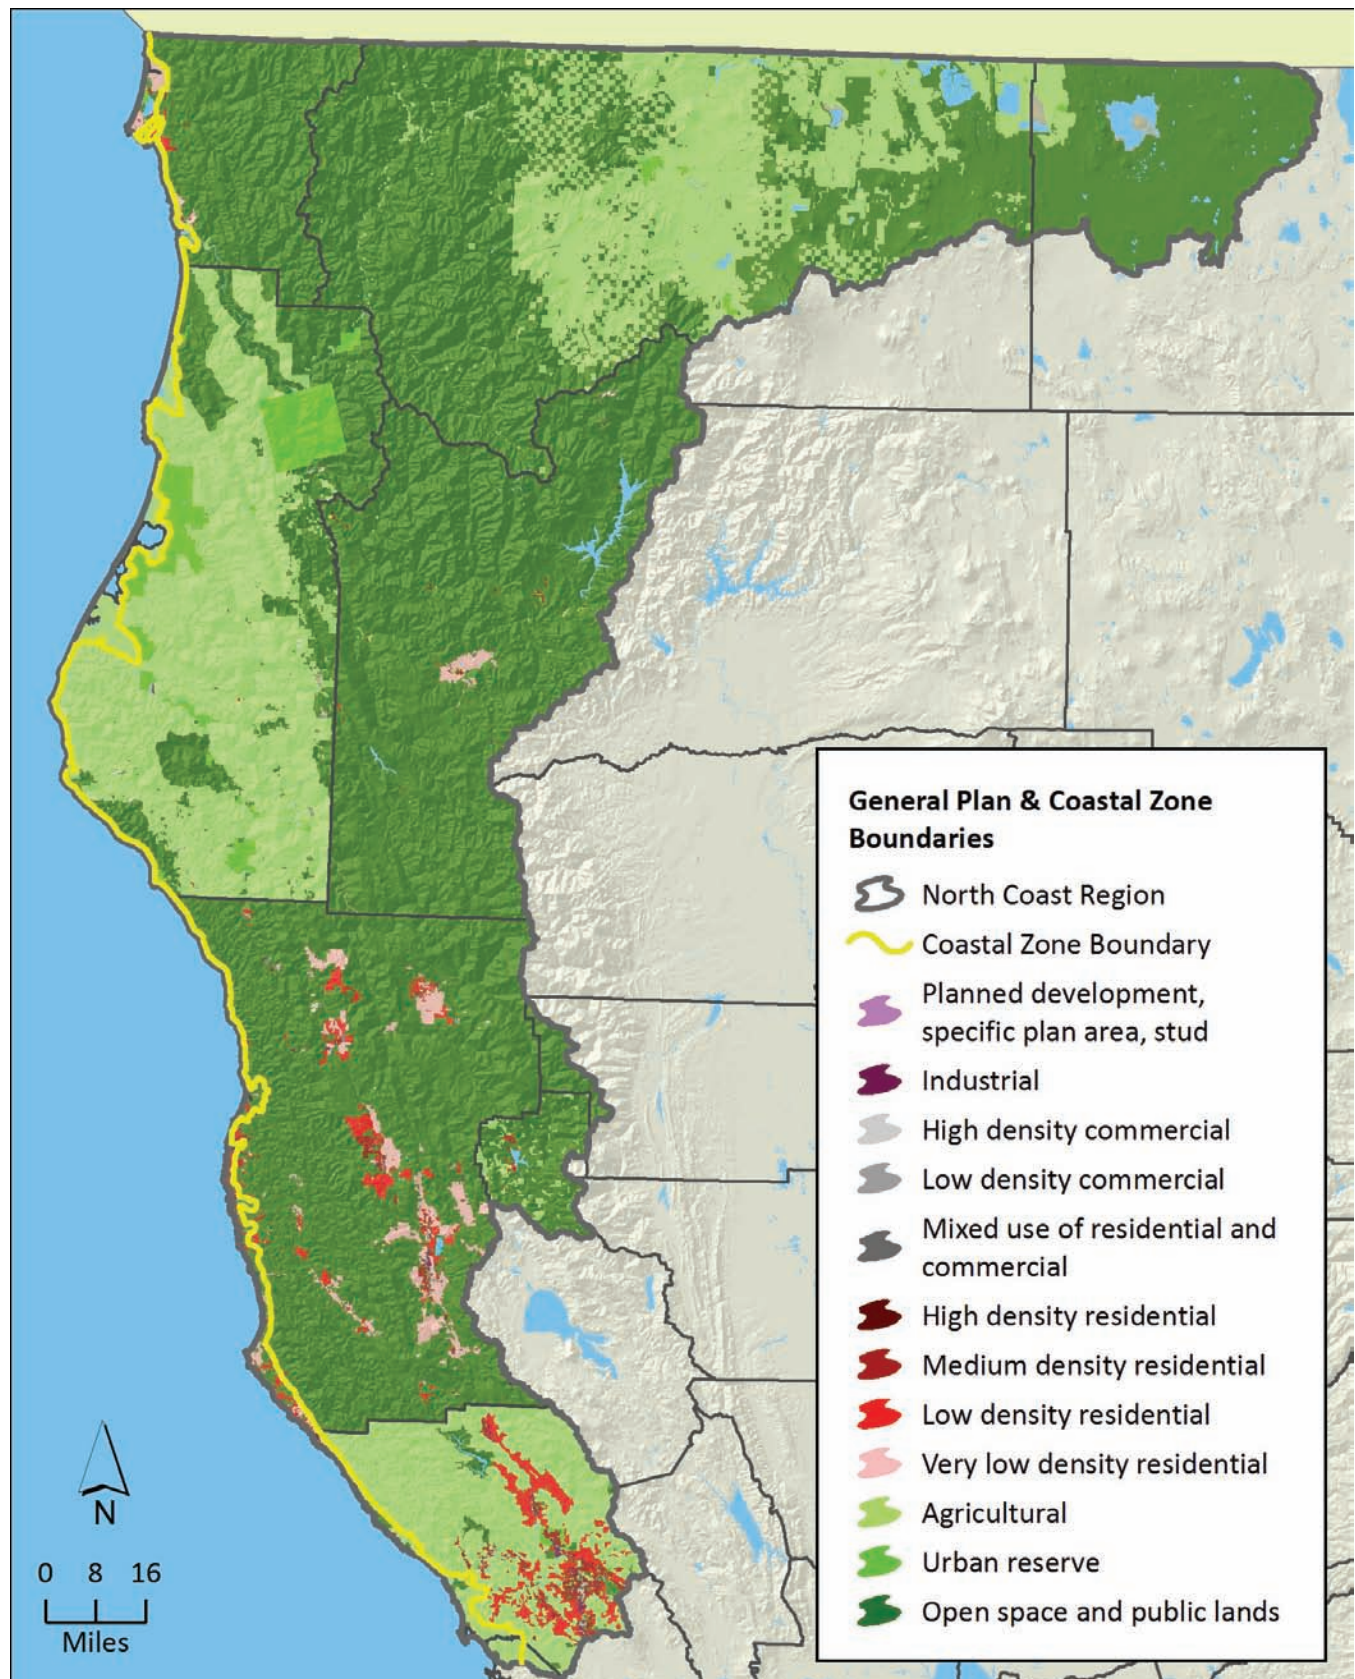 General Plan & Coastal Zone
Boundaries
North Coast Region
Coastal Zone Boundary
Planned development,
specific plan area, stud
Industrial
High density commercial
Low density commercial
Mixed use of residential and
commercial
High density residential
Medium density residential
Low density residential
Very low density residential
Agricultural
Urban reserve
Open space and public lands
N
0 8 16
Miles